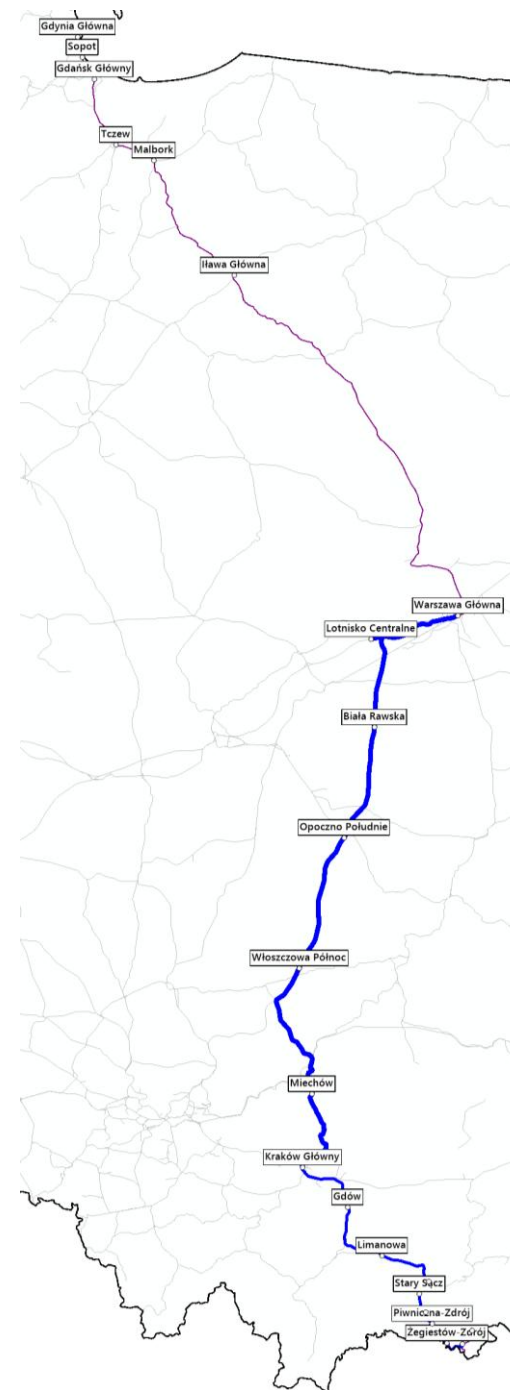 Gdynia Główna
Sopot
Gdańsk Główny
Tczew
Malbork
Iława Główna
Warszawa Główna
Lotnisko Centralne
Biała Rawska
Opoczno Południe
Włoszczowa Północ
Miechów
Kraków Główny
Gdów
Limanowa
Stary Sącz
Piwniczna-Zdrój
Żegiestów-Zdrój